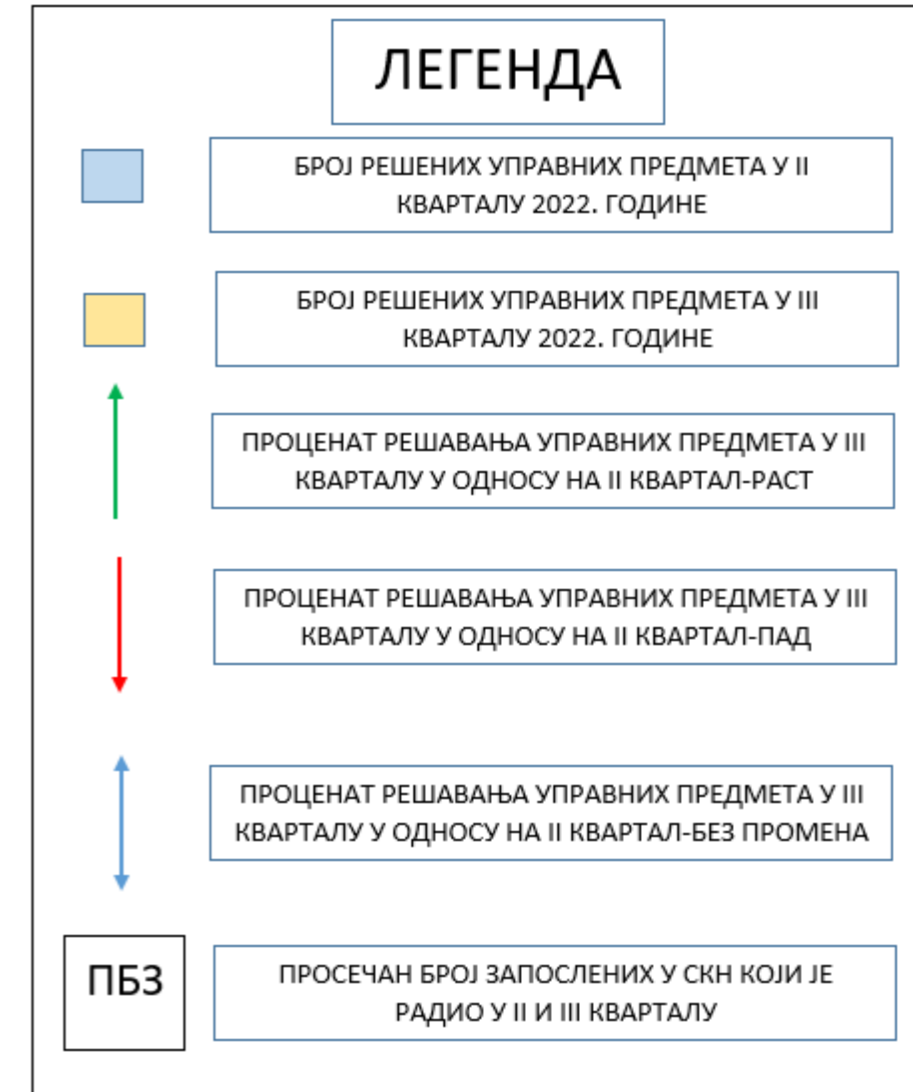 ЛЕГЕНДА
БРОЈ РЕШЕНИХ УПРАВНИХ ПРЕДМЕТА У II
КВАРТАЛУ 2022. ГОДИНЕ
БРОЈ РЕШЕНИХ УПРАВНИХ ПРЕДМЕТА У III
КВАРТАЛУ 2022. ГОДИНЕ
ПРОЦЕНАТ РЕШАВАЊА УПРАВНИХ ПРЕДМЕТА У III
КВАРТАЛУ У ОДНОСУ НА II КВАРТАЛ-РАСТ
ПРОЦЕНАТ РЕШАВАЊА УПРАВНИХ ПРЕДМЕТА У III
КВАРТАЛУ У ОДНОСУ НА II КВАРТАЛ-ПАД
ПРОЦЕНАТ РЕШАВАЊА УПРАВНИХ ПРЕДМЕТА У III
КВАРТАЛУ У ОДНОСУ НА II КВАРТАЛ-БЕЗ ПРОМЕНА
ПБЗ
ПРОСЕЧАН БРОЈ ЗАПОСЛЕНИХ У СКН КОЈИ ЈЕ
РАДИО У II И III КВАРТАЛУ